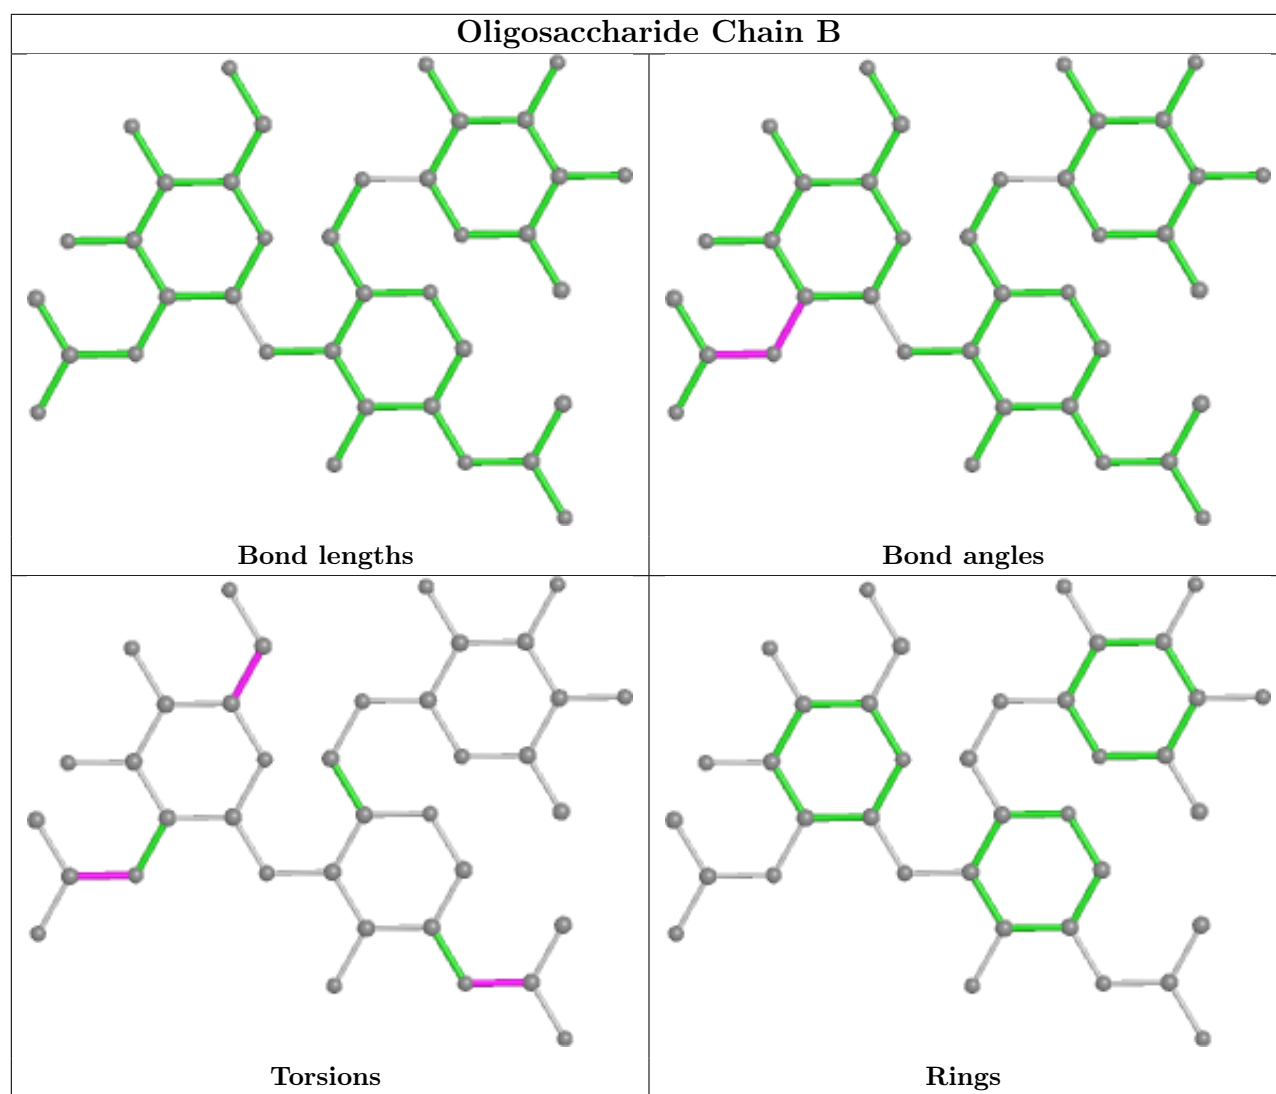 Oligosaccharide Chain B
Bond lengths
Bond angles
Torsions
Rings